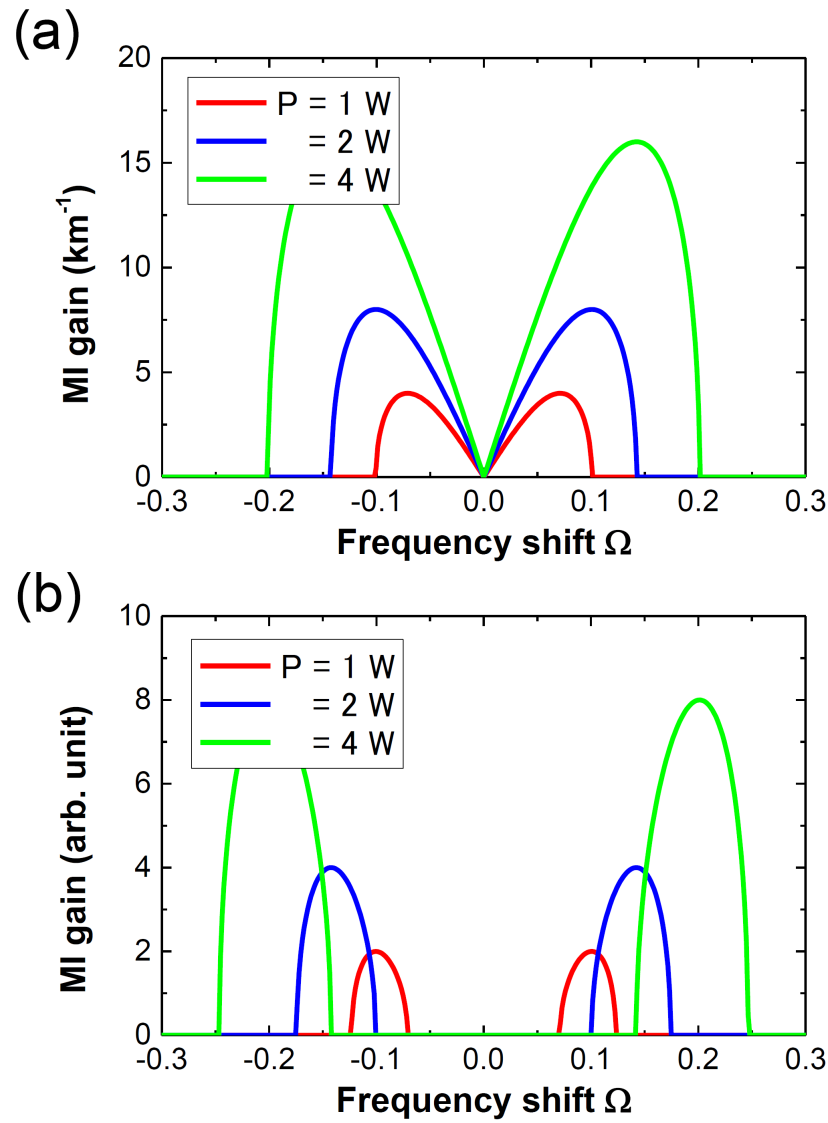 (a)
20
15
10
5
0
MI gain (km⁻¹)
P = 1 W
= 2 W
= 4 W
-0.3 -0.2 -0.1 0.0 0.1 0.2 0.3
Frequency shift Ω
(b)
10
8
6
4
2
0
MI gain (arb. unit)
P = 1 W
= 2 W
= 4 W
-0.3 -0.2 -0.1 0.0 0.1 0.2 0.3
Frequency shift Ω